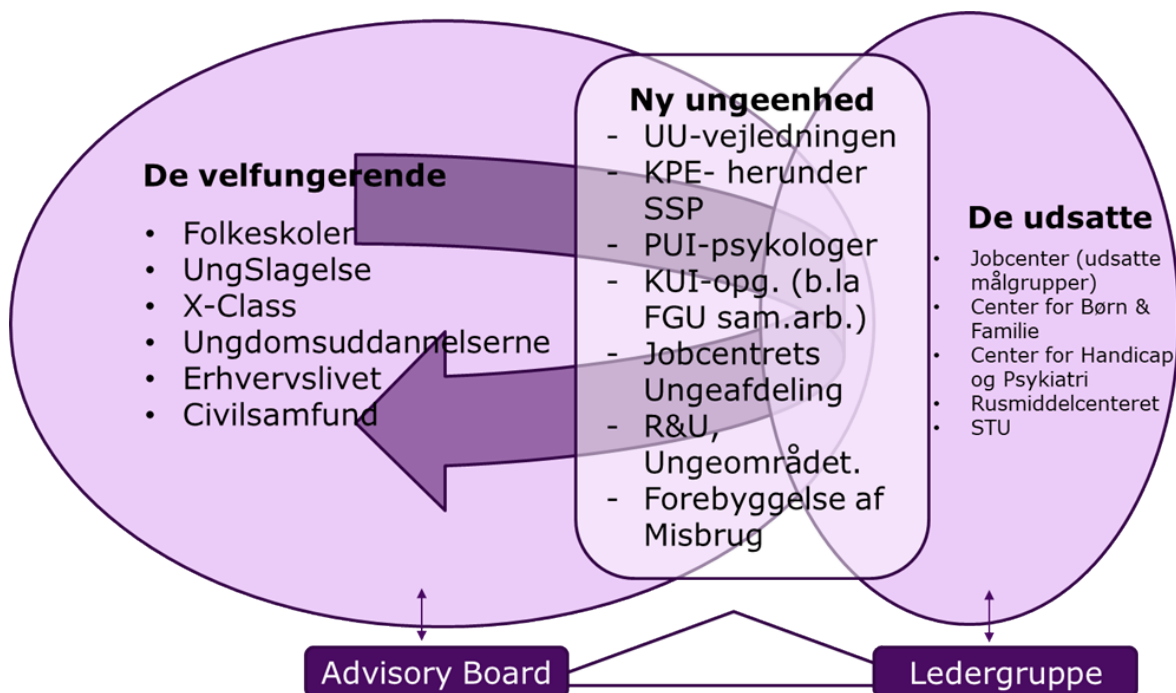 De velfungerende
• Folkeskoler
• UngSlagelse
• X-Class
• Ungdomsuddannelserne
• Erhvervslivet
• Civilsamfund
Ny ungeenhed
- UU-vejledningen
- KPE- herunder
SSP
- PUI-psykologer
- KUI-opg. (b.la
FGU sam.arb.)
- Jobcentrets
Ungeafdeling
- R&U,
Ungeområdet.
- Forebyggelse af
Misbrug
De udsatte
• Jobcenter (udsatte
målgrupper)
• Center for Børn &
Familie
• Center for Handicap
og Psykiatri
• Rusmiddelcenteret
• STU
Advisory Board
Ledergruppe